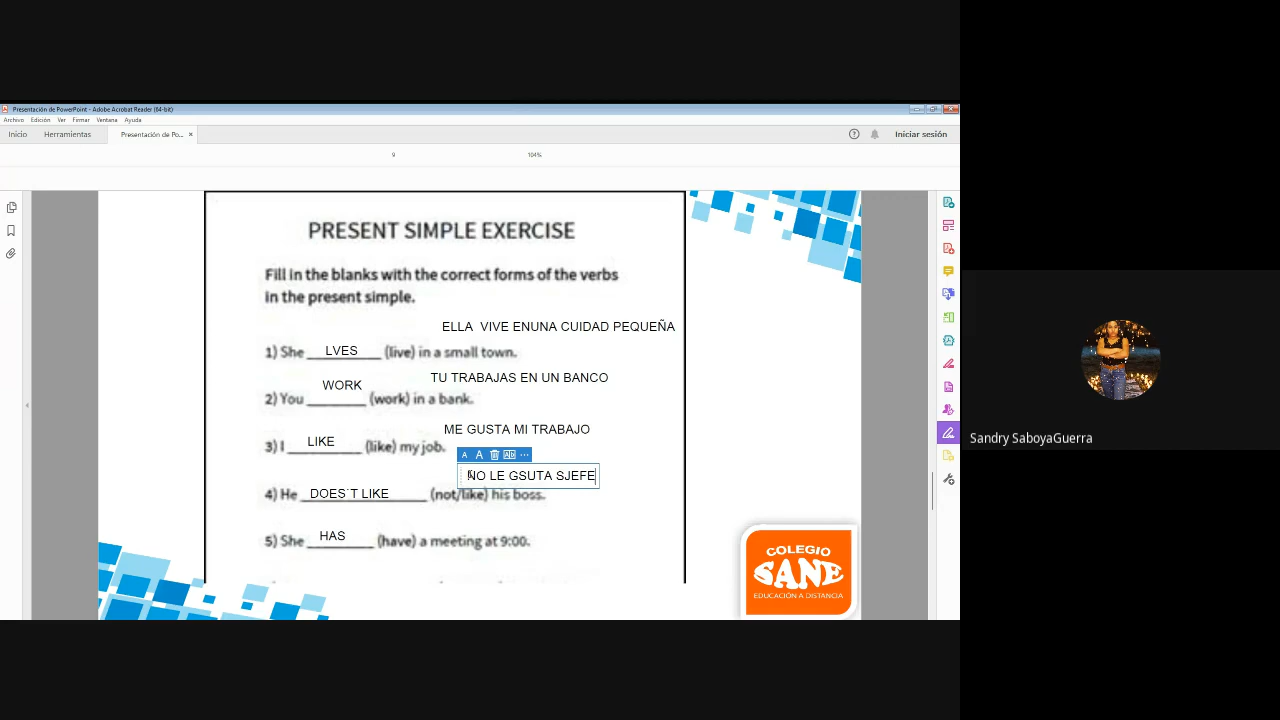 Presentación de PowerPoint - Adobe Acrobat Reader (64-bit)
Archivo Edición Ver Firmar Ventana Ayuda
Inicio Herramientas Presentación de Po... × Iniciar sesión
9 104%
PRESENT SIMPLE EXERCISE
Fill in the blanks with the correct forms of the verbs
in the present simple.
ELLA VIVE ENUNA CUIDAD PEQUEÑA
1) She LVES (live) in a small town.
TU TRABAJAS EN UN BANCO
2) You WORK (work) in a bank.
ME GUSTA MI TRABAJO
3) I LIKE (like) my job.
NO LE GSUTA SJEFE
4) He DOES´T LIKE (not/like) his boss.
5) She HAS (have) a meeting at 9:00.
COLEGIO
SANE
EDUCACIÓN A DISTANCIA
Sandry SaboyaGuerra